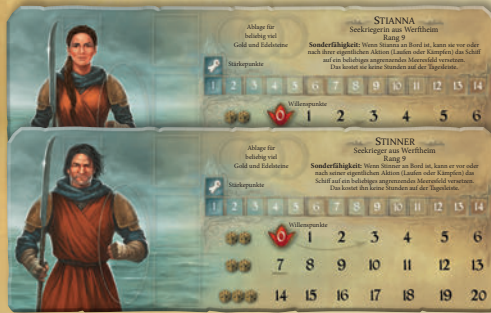 Ablage für
beliebig viel
Gold und Edelsteine
STIANNA
Seekriegerin aus Werftheim
Rang 9
Sonderfähigkeit: Wenn Stianna an Bord ist, kann sie vor oder
nach ihrer eigentlichen Aktion (Laufen oder Kämpfen) das Schiff
auf ein beliebiges angrenzendes Meeresfeld versetzen.
Das kostet sie keine Stunden auf der Tagesleiste.
Stärkepunkte
1 2 3 4 5 6 7 8 9 10 11 12 13 14
Willenspunkte
0 1 2 3 4 5 6
Ablage für
beliebig viel
Gold und Edelsteine
STINNER
Seekrieger aus Werftheim
Rang 9
Sonderfähigkeit: Wenn Stinner an Bord ist, kann er vor oder
nach seiner eigentlichen Aktion (Laufen oder Kämpfen) das
Schiff auf ein beliebiges angrenzendes Meeresfeld versetzen.
Das kostet ihn keine Stunden auf der Tagesleiste.
Stärkepunkte
1 2 3 4 5 6 7 8 9 10 11 12 13 14
Willenspunkte
0 1 2 3 4 5 6
7 8 9 10 11 12 13
14 15 16 17 18 19 20